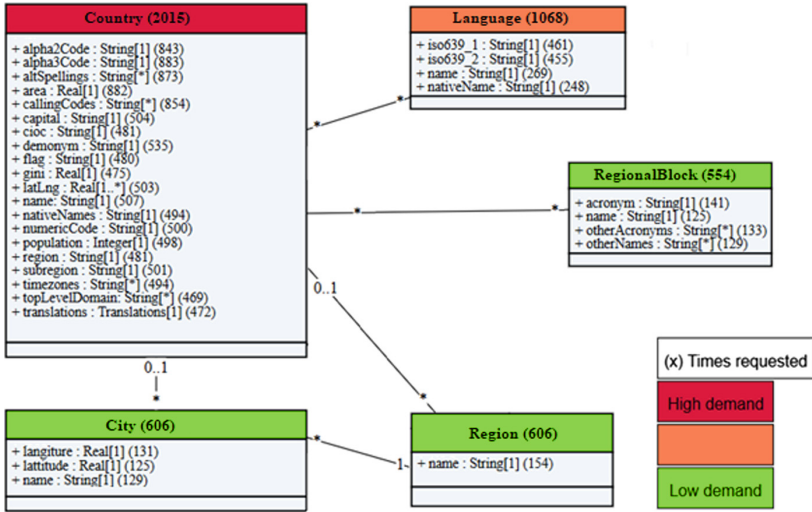 Country (2015)
+ alpha2Code : String[1] (843)
+ alpha3Code : String[1] (883)
+ altSpellings : String[*] (873)
+ area : Real[1] (882)
+ callingCodes : String[*] (854)
+ capital : String[1] (504)
+ cioc : String[1] (481)
+ demonym : String[1] (535)
+ flag : String[1] (480)
+ gini : Real[1] (475)
+ latLng : Real[1..*] (503)
+ name: String[1] (507)
+ nativeNames : String[1] (494)
+ numericCode : String[1] (500)
+ population : Integer[1] (498)
+ region : String[1] (481)
+ subregion : String[1] (501)
+ timezones : String[*] (494)
+ topLevelDomain: String[*] (469)
+ translations : Translations[1] (472)
Language (1068)
+ iso639_1 : String[1] (461)
+ iso639_2 : String[1] (455)
+ name : String[1] (269)
+ nativeName : String[1] (248)
* *
RegionalBlock (554)
+ acronym : String[1] (141)
+ name : String[1] (125)
+ otherAcronyms : String[*] (133)
+ otherNames : String[*] (129)
* *
0..1
*
0..1
*
City (606)
+ langiture : Real[1] (131)
+ lattitude : Real[1] (125)
+ name : String[1] (129)
* 1
Region (606)
+ name : String[1] (154)
(x) Times requested
High demand
Low demand